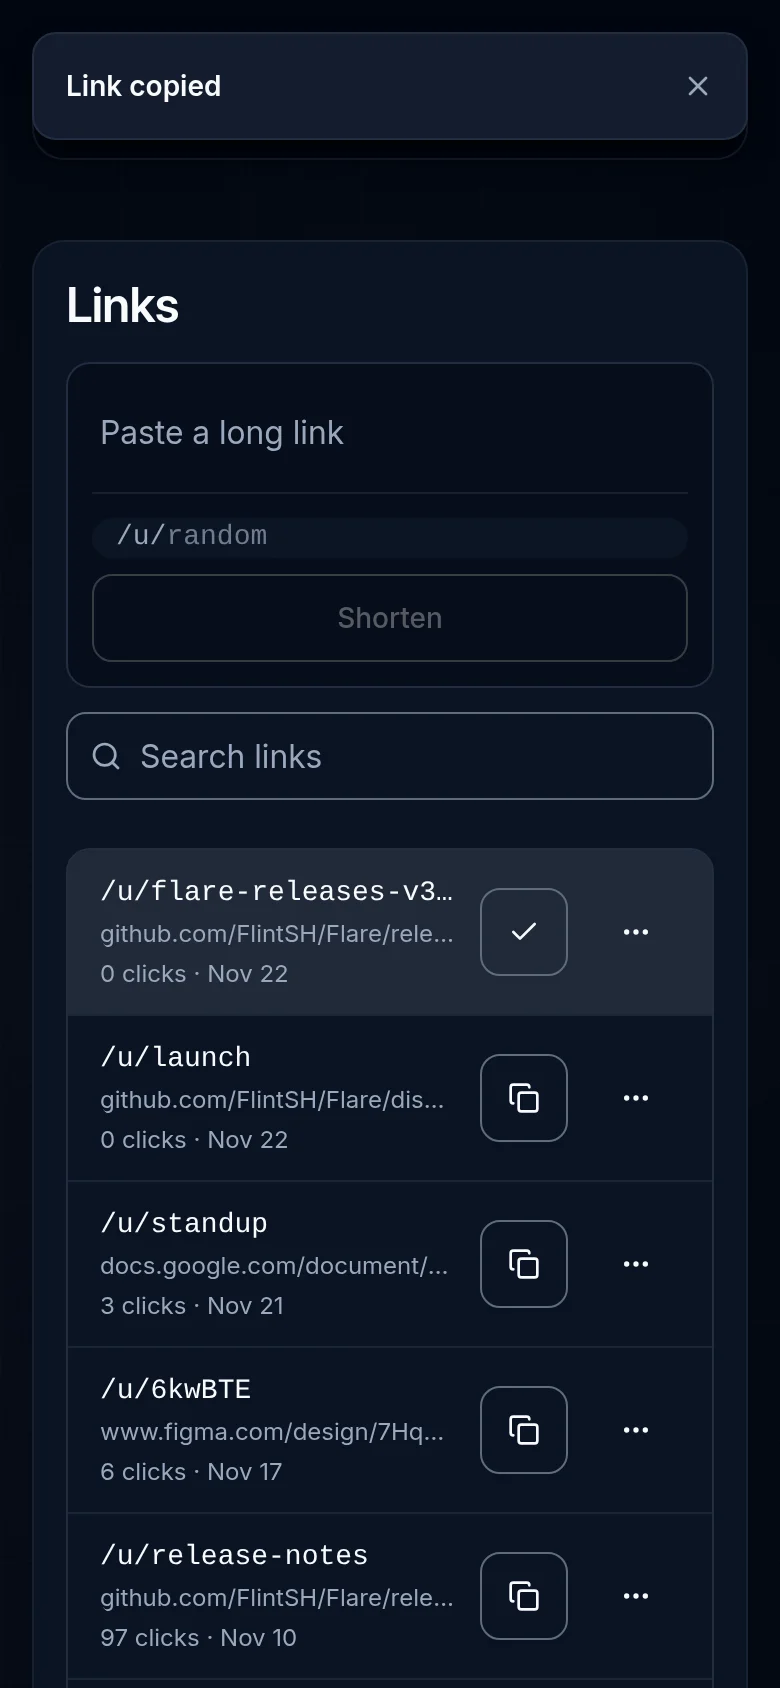 Link copied
Links
Paste a long link
/u/random
Shorten
Search links
/u/flare-releases-v3…
github.com/FlintSH/Flare/rele...
0 clicks · Nov 22
/u/launch
github.com/FlintSH/Flare/dis...
0 clicks · Nov 22
/u/standup
docs.google.com/document/...
3 clicks · Nov 21
/u/6kwBTE
www.figma.com/design/7Hq...
6 clicks · Nov 17
/u/release-notes
github.com/FlintSH/Flare/rele...
97 clicks · Nov 10